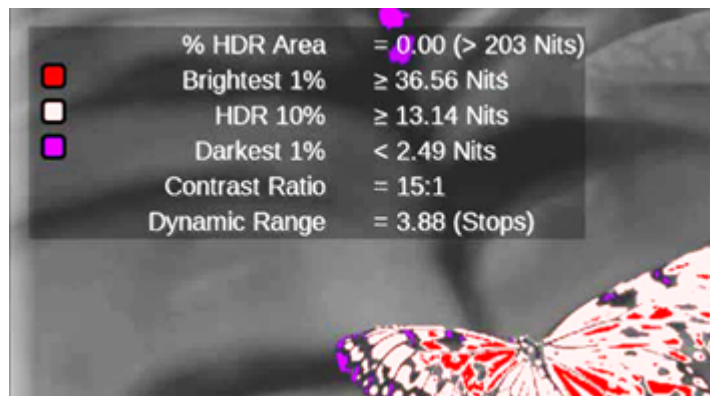 % HDR Area = 0.00 (> 203 Nits)
Brightest 1% ≥ 36.56 Nits
HDR 10% ≥ 13.14 Nits
Darkest 1% < 2.49 Nits
Contrast Ratio = 15:1
Dynamic Range = 3.88 (Stops)